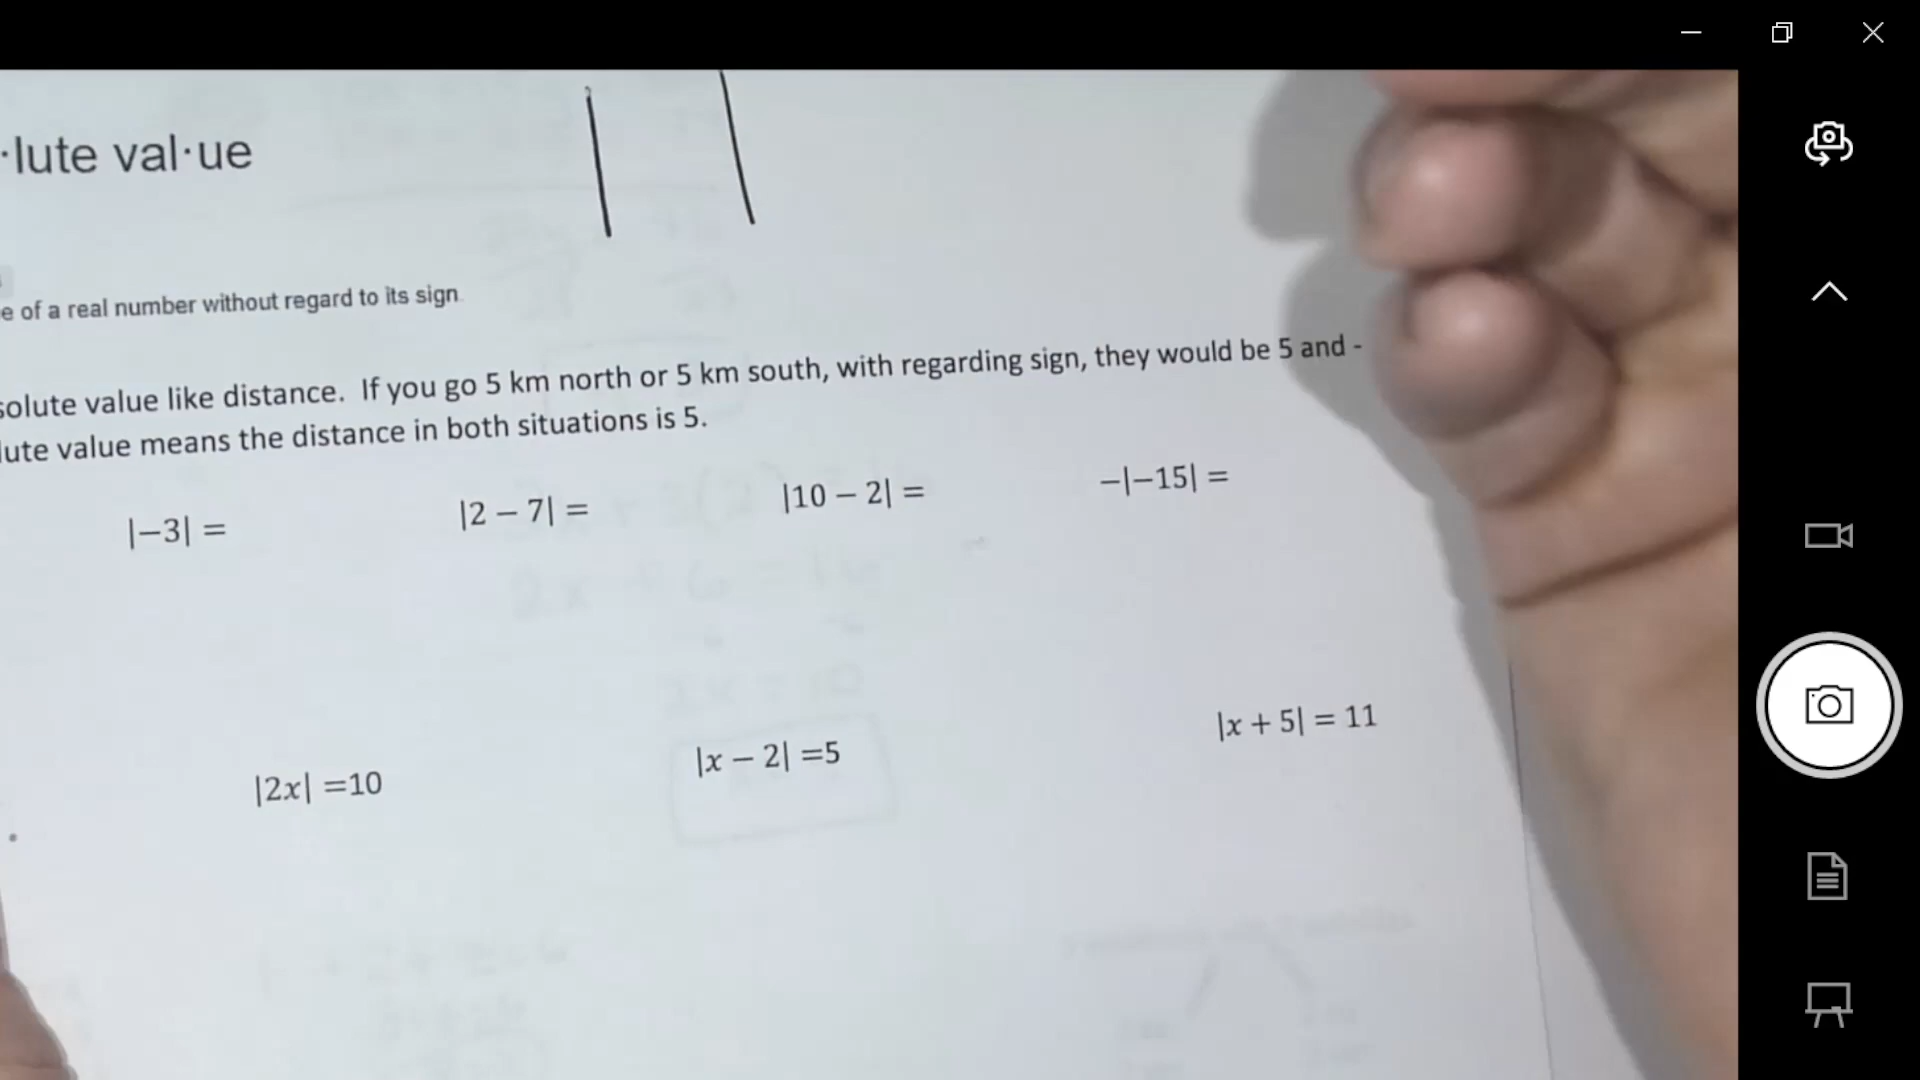 ·lute val·ue
e of a real number without regard to its sign.
solute value like distance. If you go 5 km north or 5 km south, with regarding sign, they would be 5 and -
lute value means the distance in both situations is 5.
|−3| =
|2 − 7| =
|10 − 2| =
−|−15| =
|2x| =10
|x − 2| =5
|x + 5| = 11